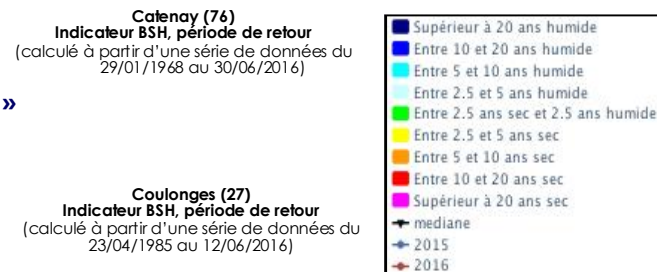 Catenay (76)
Indicateur BSH, période de retour
(calculé à partir d'une série de données du
29/01/1968 au 30/06/2016)
»
Coulonges (27)
Indicateur BSH, période de retour
(calculé à partir d'une série de données du
23/04/1985 au 12/06/2016)
Supérieur à 20 ans humide
Entre 10 et 20 ans humide
Entre 5 et 10 ans humide
Entre 2.5 et 5 ans humide
Entre 2.5 ans sec et 2.5 ans humide
Entre 2.5 et 5 ans sec
Entre 5 et 10 ans sec
Entre 10 et 20 ans sec
Supérieur à 20 ans sec
mediane
2015
2016